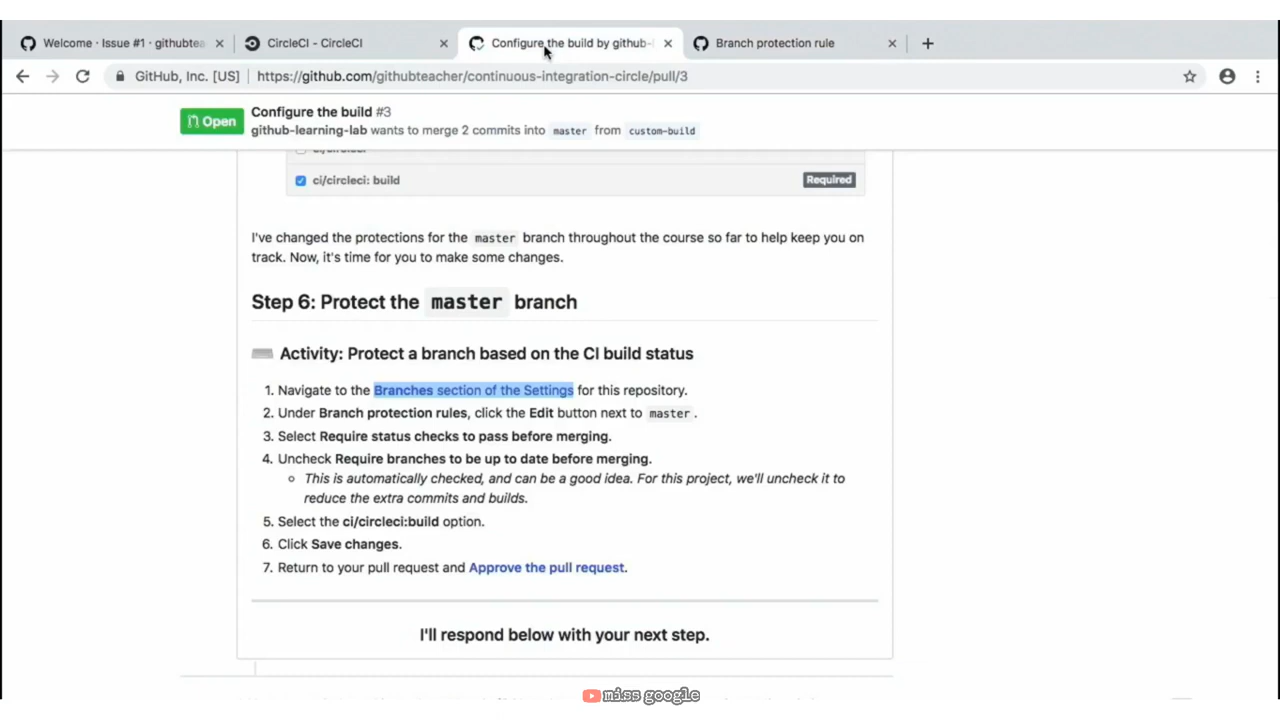 Welcome · Issue #1 · githubtea
CircleCI - CircleCI
Configure the build by github-
Branch protection rule
GitHub, Inc. [US]
https://github.com/githubteacher/continuous-integration-circle/pull/3
Open
Configure the build #3
github-learning-lab wants to merge 2 commits into master from custom-build
ci/circleci: build
Required
I've changed the protections for the master branch throughout the course so far to help keep you on
track. Now, it's time for you to make some changes.
Step 6: Protect the master branch
Activity: Protect a branch based on the CI build status
1. Navigate to the Branches section of the Settings for this repository.
2. Under Branch protection rules, click the Edit button next to master.
3. Select Require status checks to pass before merging.
4. Uncheck Require branches to be up to date before merging.
This is automatically checked, and can be a good idea. For this project, we'll uncheck it to
reduce the extra commits and builds.
5. Select the ci/circleci:build option.
6. Click Save changes.
7. Return to your pull request and Approve the pull request.
I'll respond below with your next step.
miss google